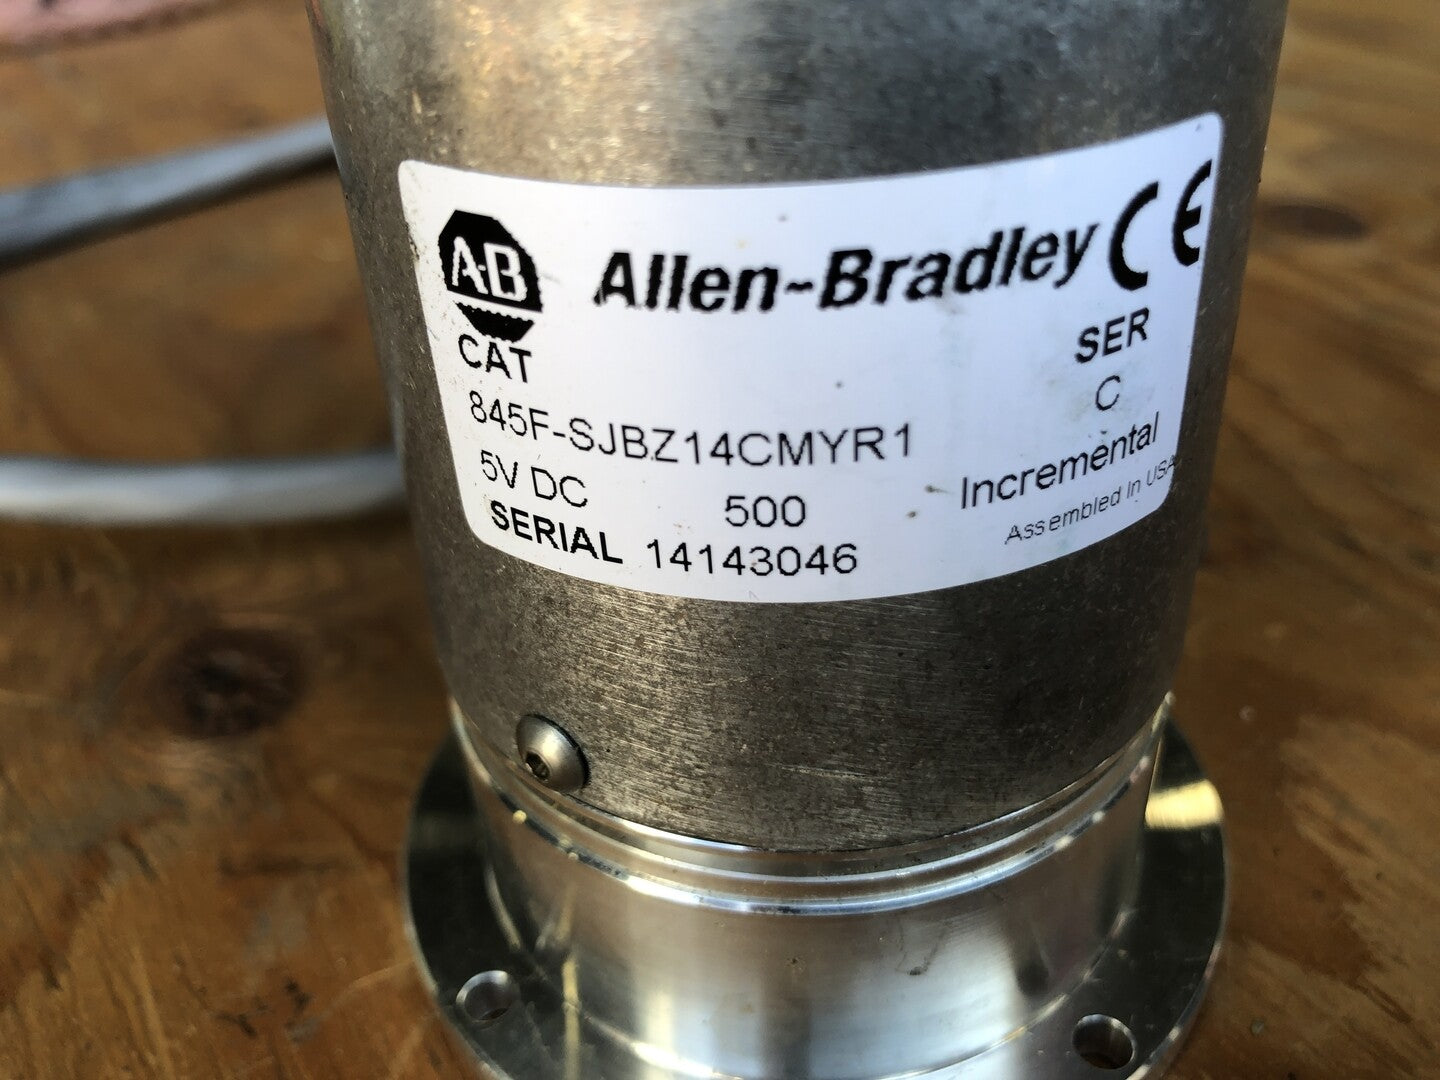 A-B Allen-Bradley CE
CAT SER
845F-SJBZ14CMYR1 C
5V DC 500 Incremental
SERIAL 14143046 Assembled in USA